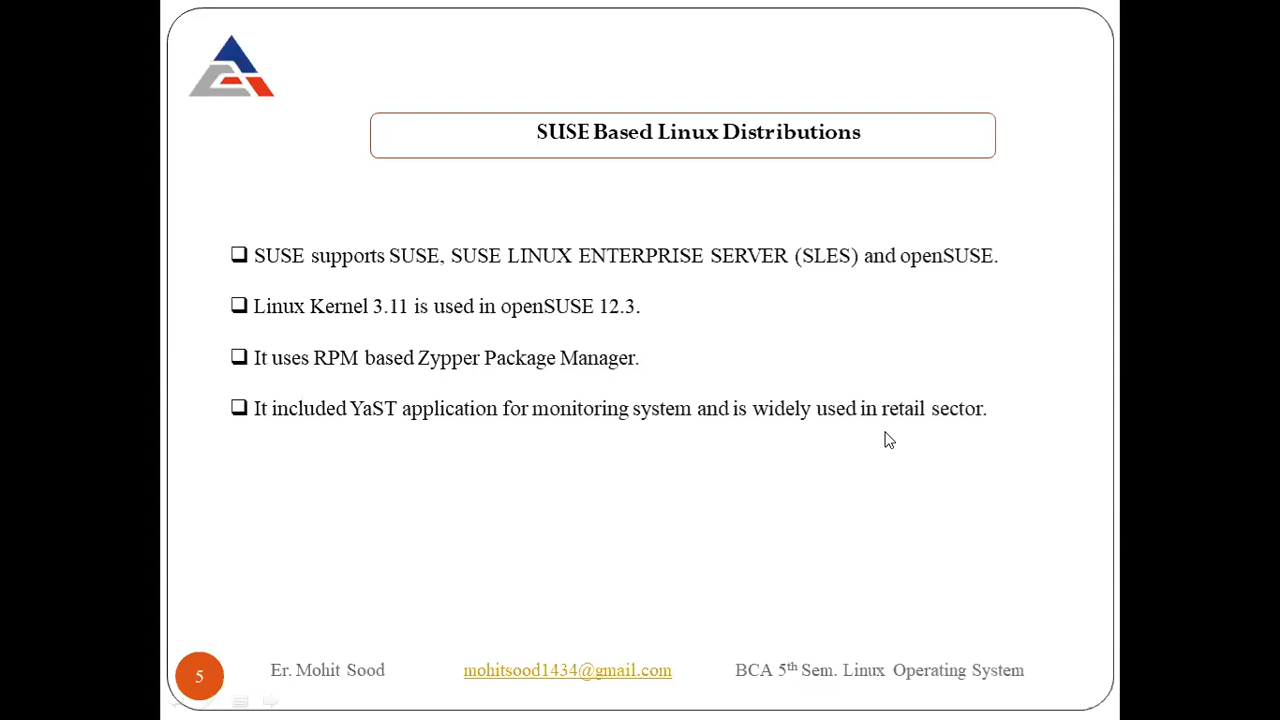 SUSE Based Linux Distributions
SUSE supports SUSE, SUSE LINUX ENTERPRISE SERVER (SLES) and openSUSE.
Linux Kernel 3.11 is used in openSUSE 12.3.
It uses RPM based Zypper Package Manager.
It included YaST application for monitoring system and is widely used in retail sector.
5 Er. Mohit Sood mohitsood1434@gmail.com BCA 5th Sem. Linux Operating System